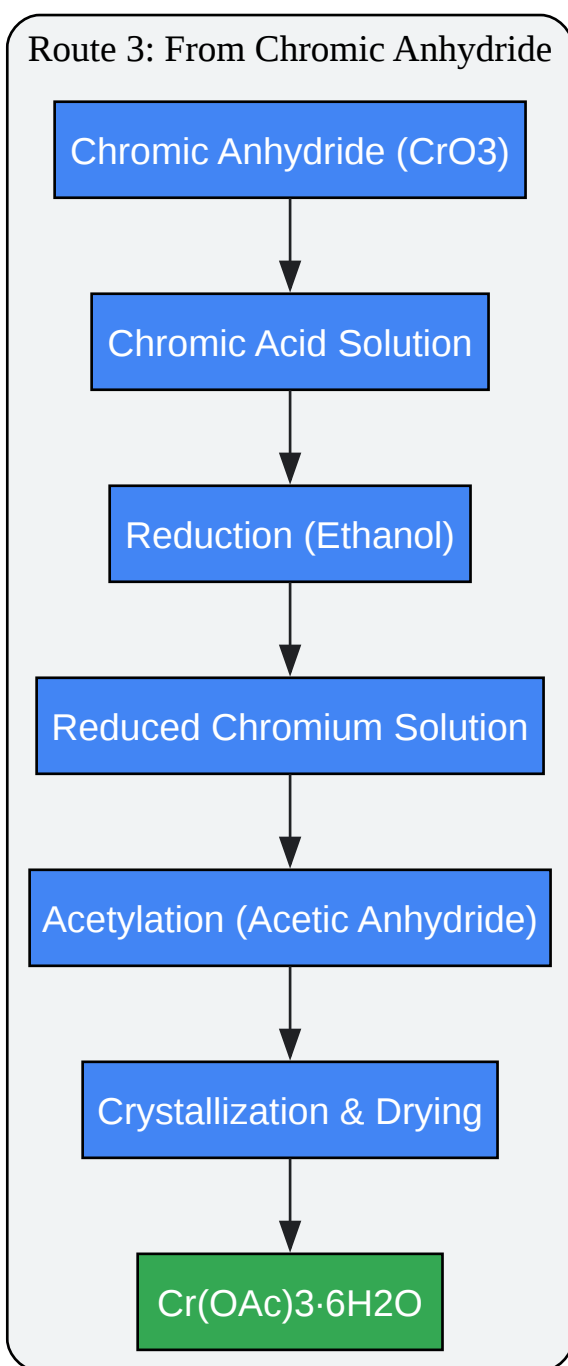 Route 3: From Chromic Anhydride
Chromic Anhydride (CrO3)
Chromic Acid Solution
Reduction (Ethanol)
Reduced Chromium Solution
Acetylation (Acetic Anhydride)
Crystallization & Drying
Cr(OAc)3·6H2O